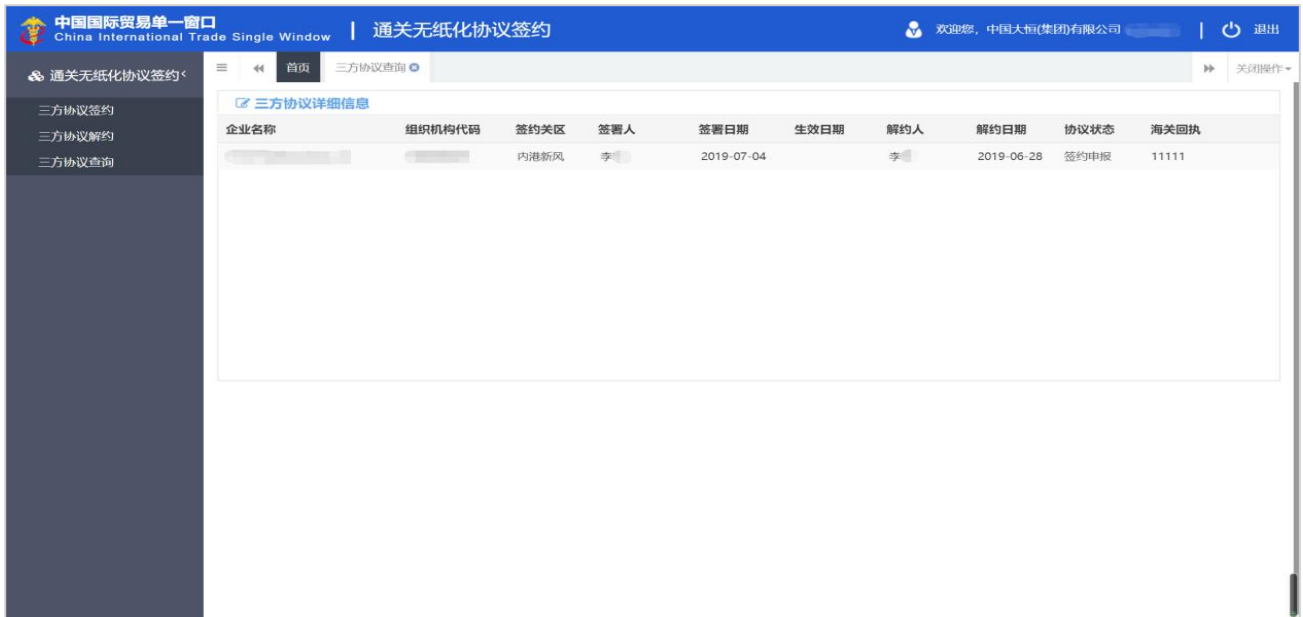 中国国际贸易单一窗口
China International Trade Single Window
通关无纸化协议签约
欢迎您，中国大恒(集团)有限公司
退出
通关无纸化协议签约
三方协议签约
三方协议解约
三方协议查询
首页 三方协议查询 关闭操作
三方协议详细信息
企业名称 组织机构代码 签约关区 签署人 签署日期 生效日期 解约人 解约日期 协议状态 海关回执
内港新风 李 2019-07-04 李 2019-06-28 签约申报 11111